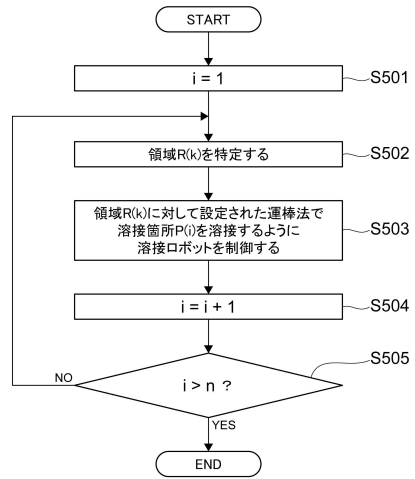 START
i = 1
S501
領域R(k)を特定する
S502
領域R(k)に対して設定された運棒法で
溶接箇所P(i)を溶接するように
溶接ロボットを制御する
S503
i = i + 1
S504
S505
i > n ?
NO
YES
END